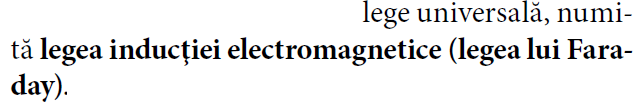 lege universală, numi-
tă legea inducţiei electromagnetice (legea lui Fara-
day).